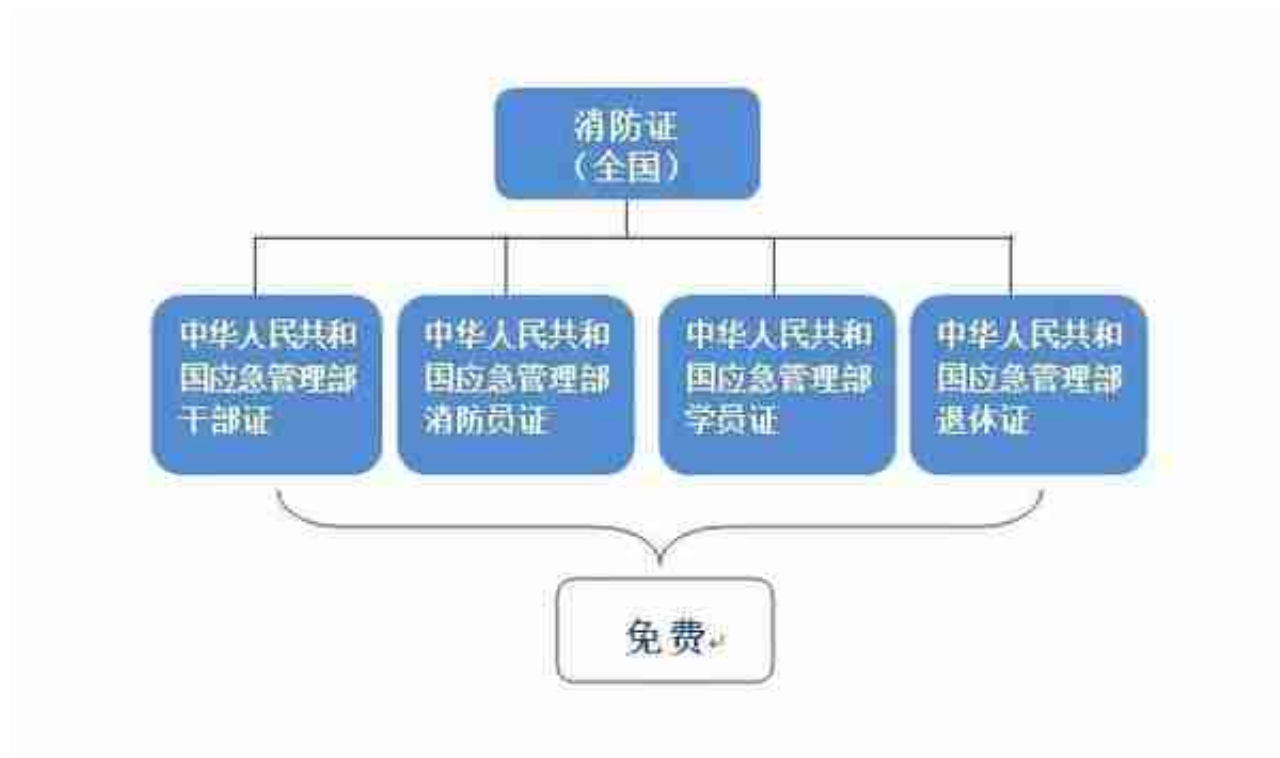 消防证
（全国）
中华人民共和
国应急管理部
干部证
中华人民共和
国应急管理部
消防员证
中华人民共和
国应急管理部
学员证
中华人民共和
国应急管理部
退休证
免费